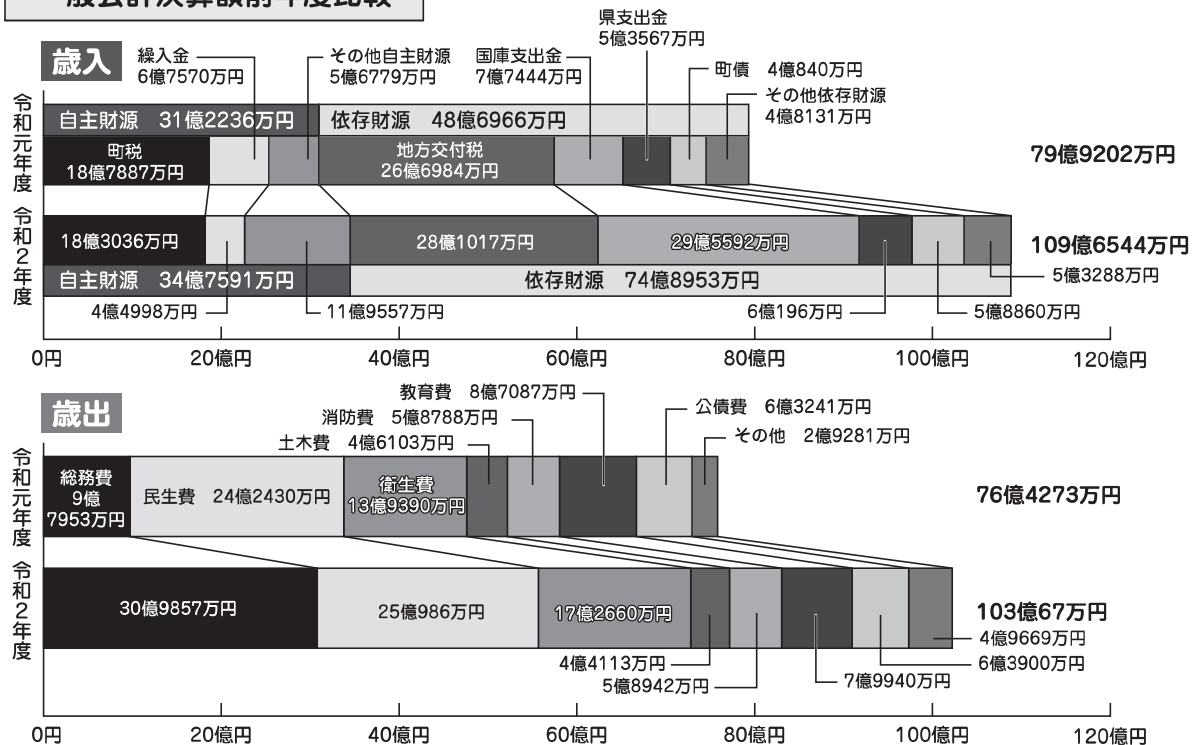 般会計決算額前年度比較
歳入
繰入金
6億7570万円
その他自主財源
5億6779万円
国庫支出金
7億7444万円
県支出金
5億3567万円
町債　4億840万円
その他依存財源
4億8131万円
令和元年度
自主財源　31億2236万円
依存財源　48億6966万円
町税
18億7887万円
地方交付税
26億6984万円
79億9202万円
令和2年度
18億3036万円
28億1017万円
29億5592万円
109億6544万円
自主財源　34億7591万円
依存財源　74億8953万円
5億3288万円
4億4998万円
11億9557万円
6億196万円
5億8860万円
0円
20億円
40億円
60億円
80億円
100億円
120億円
歳出
教育費　8億7087万円
消防費　5億8788万円
土木費　4億6103万円
公債費　6億3241万円
その他　2億9281万円
令和元年度
総務費
9億
7953万円
民生費　24億2430万円
衛生費
13億9390万円
76億4273万円
令和2年度
30億9857万円
25億986万円
17億2660万円
103億67万円
4億9669万円
4億4113万円
6億3900万円
5億8942万円
7億9940万円
0円
20億円
40億円
60億円
80億円
100億円
120億円